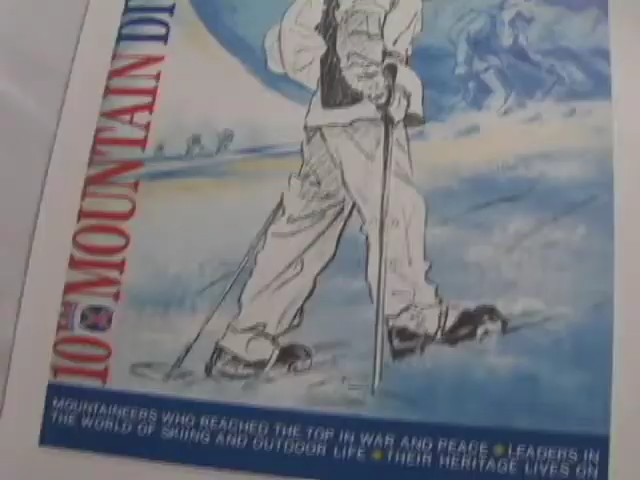 10TH MOUNTAIN DI
MOUNTAINEERS WHO REACHED THE TOP IN WAR AND PEACE • LEADERS IN
THE WORLD OF SKIING AND OUTDOOR LIFE • THEIR HERITAGE LIVES ON